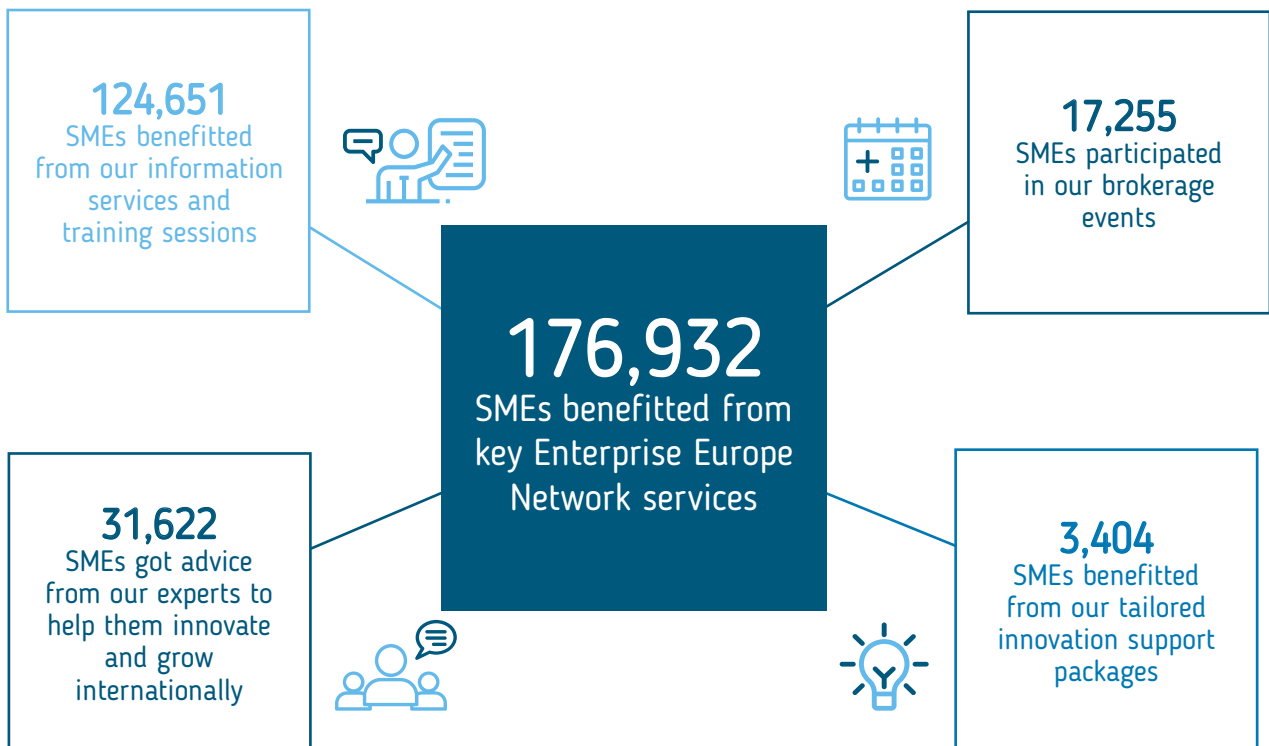 124,651
SMEs benefitted
from our information
services and
training sessions
17,255
SMEs participated
in our brokerage
events
176,932
SMEs benefitted from
key Enterprise Europe
Network services
31,622
SMEs got advice
from our experts to
help them innovate
and grow
internationally
3,404
SMEs benefitted
from our tailored
innovation support
packages